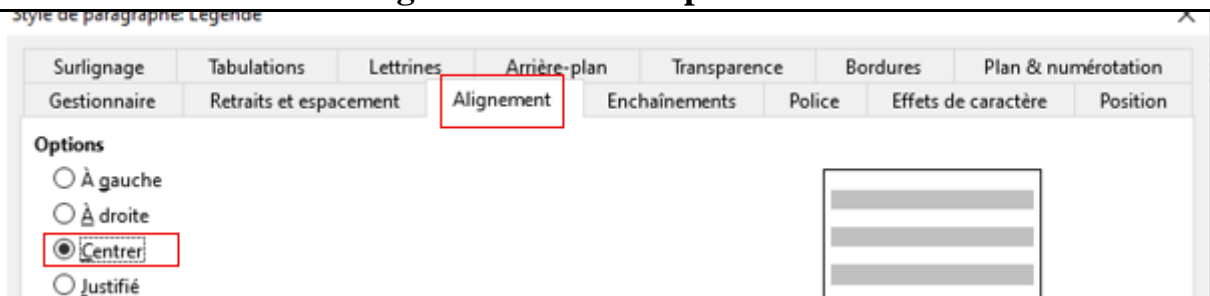 Style de paragraphe: Légende
Surlignage Tabulations Lettrines Arrière-plan Transparence Bordures Plan & numérotation
Gestionnaire Retraits et espacement Alignement Enchaînements Police Effets de caractère Position
Options
À gauche
À droite
Centrer
Justifié